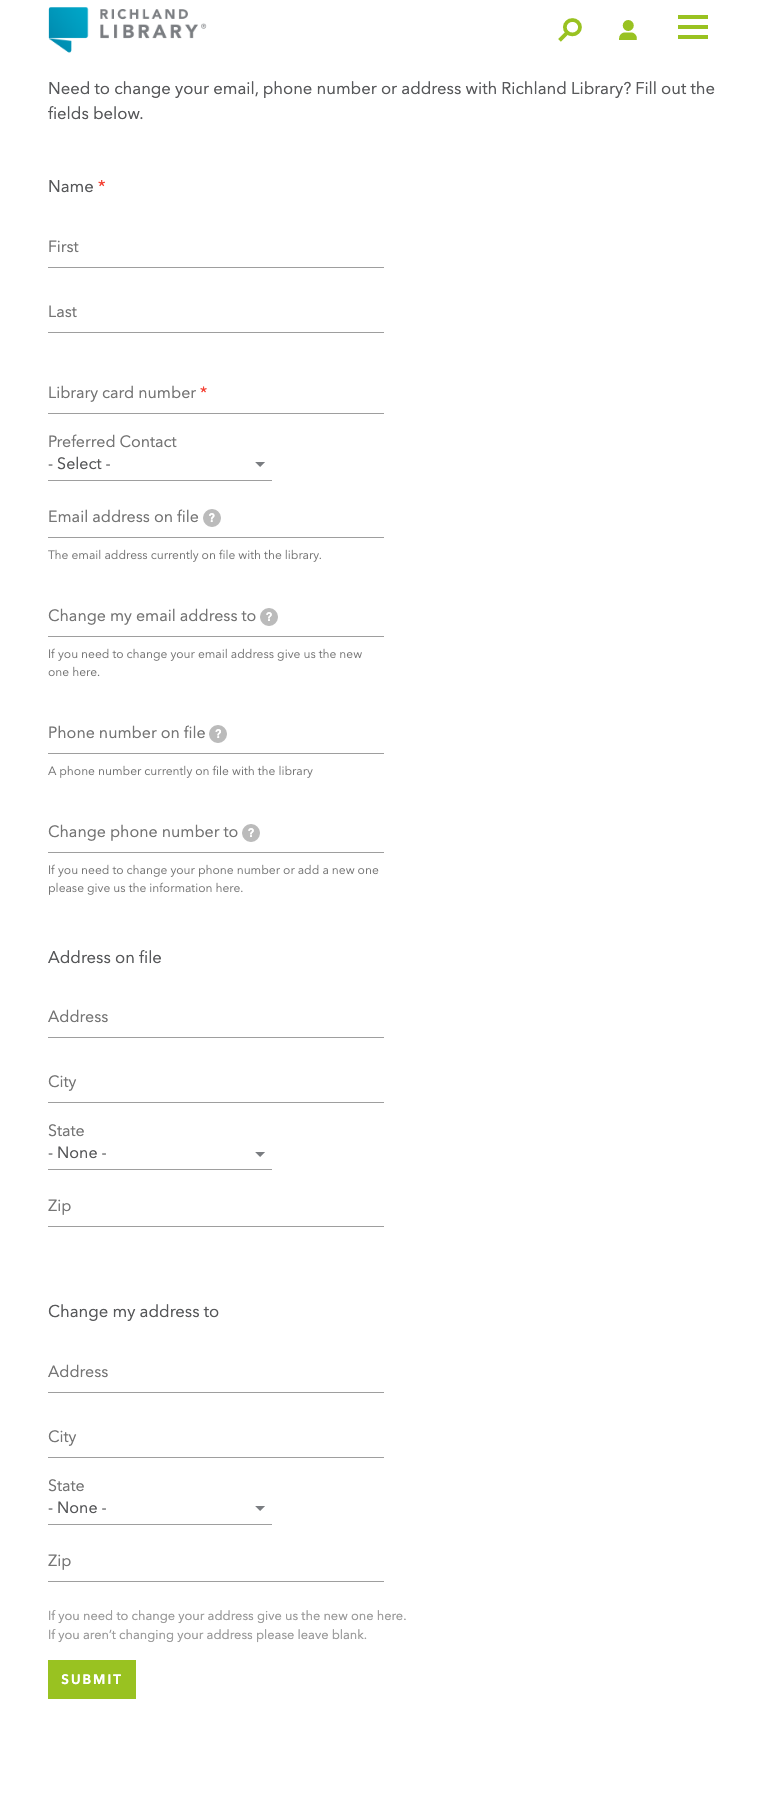 RICHLAND
LIBRARY®
Need to change your email, phone number or address with Richland Library? Fill out the
fields below.
Name *
First
Last
Library card number *
Preferred Contact
- Select -
Email address on file ?
The email address currently on file with the library.
Change my email address to ?
If you need to change your email address give us the new
one here.
Phone number on file ?
A phone number currently on file with the library
Change phone number to ?
If you need to change your phone number or add a new one
please give us the information here.
Address on file
Address
City
State
- None -
Zip
Change my address to
Address
City
State
- None -
Zip
If you need to change your address give us the new one here.
If you aren't changing your address please leave blank.
SUBMIT